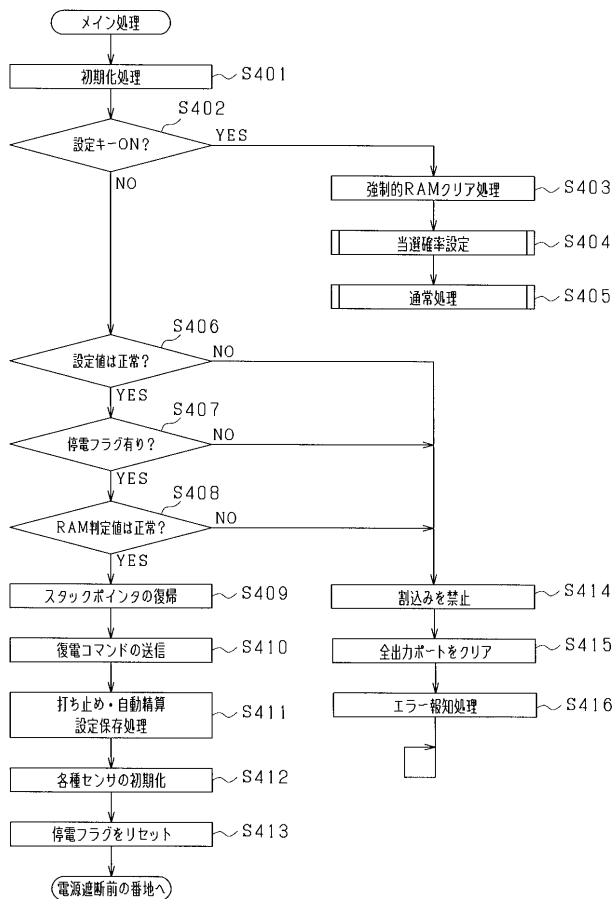 メイン処理
初期化処理
S401
S402
設定キーON?
YES
NO
強制的RAMクリア処理
S403
当選確率設定
S404
通常処理
S405
S406
設定値は正常?
NO
YES
S407
停電フラグ有り?
NO
YES
S408
RAM判定値は正常?
NO
YES
スタックポインタの復帰
S409
復電コマンドの送信
S410
打ち止め・自動精算
設定保存処理
S411
各種センサの初期化
S412
停電フラグをリセット
S413
電源遮断前の番地へ
割込みを禁止
S414
全出力ポートをクリア
S415
エラー報知処理
S416